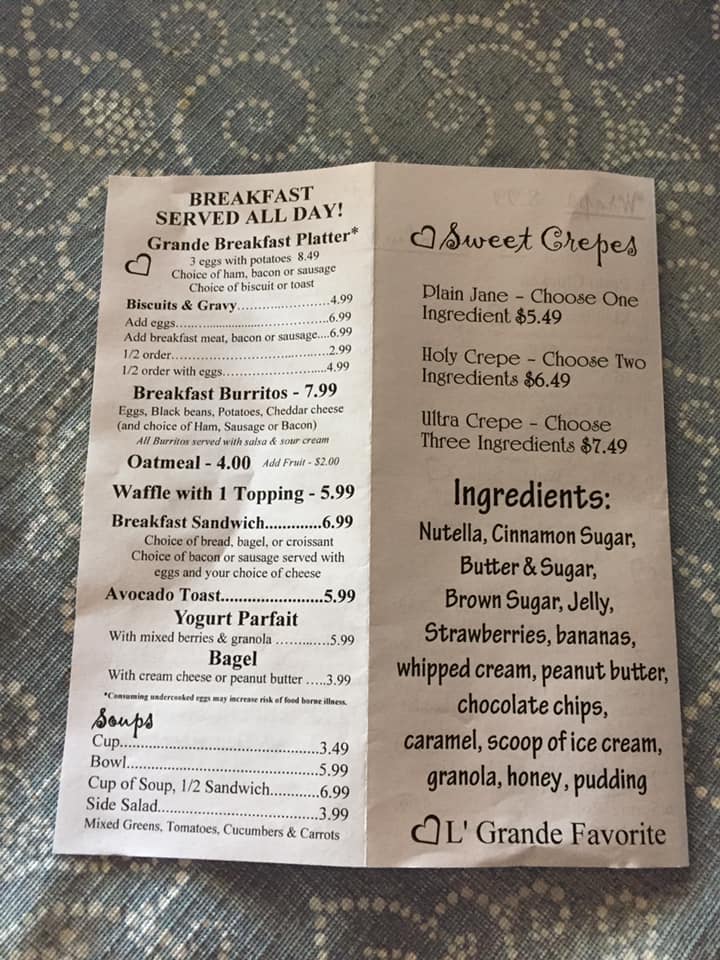 BREAKFAST
SERVED ALL DAY!
Grande Breakfast Platter*
3 eggs with potatoes 8.49
Choice of ham, bacon or sausage
Choice of biscuit or toast
Biscuits & Gravy....................4.99
Add eggs....................................6.99
Add breakfast meat, bacon or sausage....6.99
1/2 order....................................2.99
1/2 order with eggs........................4.99
Breakfast Burritos - 7.99
Eggs, Black beans, Potatoes, Cheddar cheese
(and choice of Ham, Sausage or Bacon)
All Burritos served with salsa & sour cream
Oatmeal - 4.00 Add Fruit - $2.00
Waffle with 1 Topping - 5.99
Breakfast Sandwich.............6.99
Choice of bread, bagel, or croissant
Choice of bacon or sausage served with
eggs and your choice of cheese
Avocado Toast.......................5.99
Yogurt Parfait
With mixed berries & granola ............5.99
Bagel
With cream cheese or peanut butter .....3.99
*Consuming undercooked eggs may increase risk of food borne illness.
Soups
Cup....................................3.49
Bowl...................................5.99
Cup of Soup, 1/2 Sandwich..........6.99
Side Salad.............................3.99
Mixed Greens, Tomatoes, Cucumbers & Carrots
Sweet Crepes
Plain Jane - Choose One
Ingredient $5.49
Holy Crepe - Choose Two
Ingredients $6.49
Ultra Crepe - Choose
Three Ingredients $7.49
Ingredients:
Nutella, Cinnamon Sugar,
Butter & Sugar,
Brown Sugar, Jelly,
Strawberries, bananas,
whipped cream, peanut butter,
chocolate chips,
caramel, scoop of ice cream,
granola, honey, pudding
L' Grande Favorite